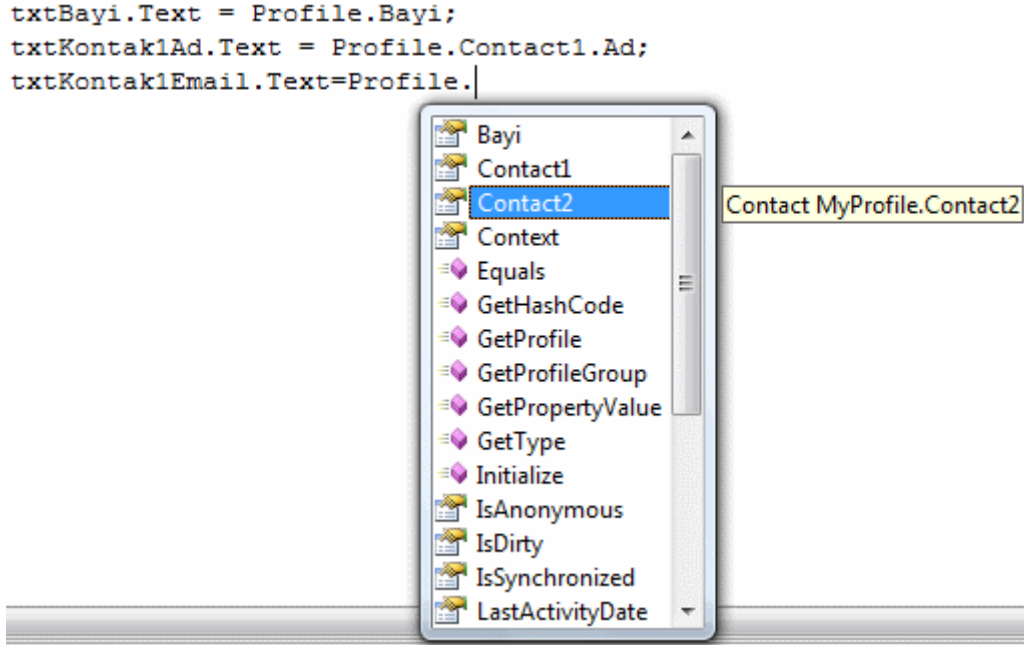 txtBayi.Text = Profile.Bayi;
txtKontak1Ad.Text = Profile.Contact1.Ad;
txtKontak1Email.Text=Profile.
Bayi
Contact1
Contact2
Contact MyProfile.Contact2
Context
Equals
GetHashCode
GetProfile
GetProfileGroup
GetPropertyValue
GetType
Initialize
IsAnonymous
IsDirty
IsSynchronized
LastActivityDate